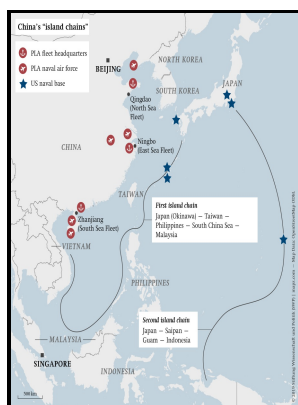 China's "island chains"
PLA fleet headquarters
PLA naval air force
US naval base
BEIJING
NORTH KOREA
JAPAN
SOUTH KOREA
Qingdao
(North Sea
Fleet)
CHINA
Ningbo
(East Sea Fleet)
TAIWAN
First island chain
Japan (Okinawa) – Taiwan –
Philippines – South China Sea –
Malaysia
Zhanjiang
(South Sea Fleet)
VIETNAM
PHILIPPINES
Second island chain
Japan – Saipan –
Guam – Indonesia
MALAYSIA
SINGAPORE
INDONESIA
500 km